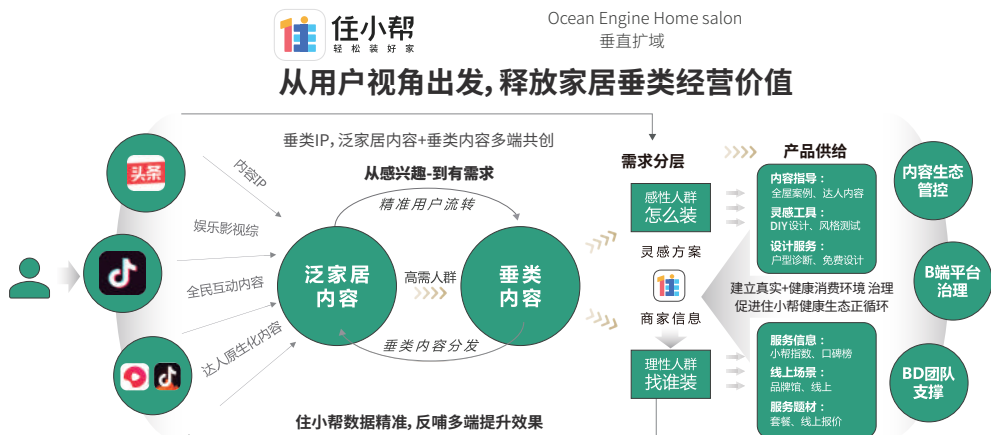 住小帮
轻松装好家
Ocean Engine Home salon
垂直扩域
从用户视角出发，释放家居垂类经营价值
垂类IP，泛家居内容+垂类内容多端共创
头条
内容IP
娱乐影视综
全民互动内容
达人原生化内容
从感兴趣-到有需求
精准用户流转
泛家居
内容
高需人群
垂类
内容
垂类内容分发
住小帮数据精准，反哺多端提升效果
需求分层
感性人群
怎么装
灵感方案
商家信息
理性人群
找谁装
产品供给
内容指导：
全屋案例、达人内容
灵感工具：
DIY设计、风格测试
设计服务：
户型诊断、免费设计
建立真实+健康消费环境 治理
促进住小帮健康生态正循环
服务信息：
小帮指数、口碑榜
线上场景：
品牌馆、线上
服务题材：
套餐、线上报价
内容生态
管控
B端平台
治理
BD团队
支撑